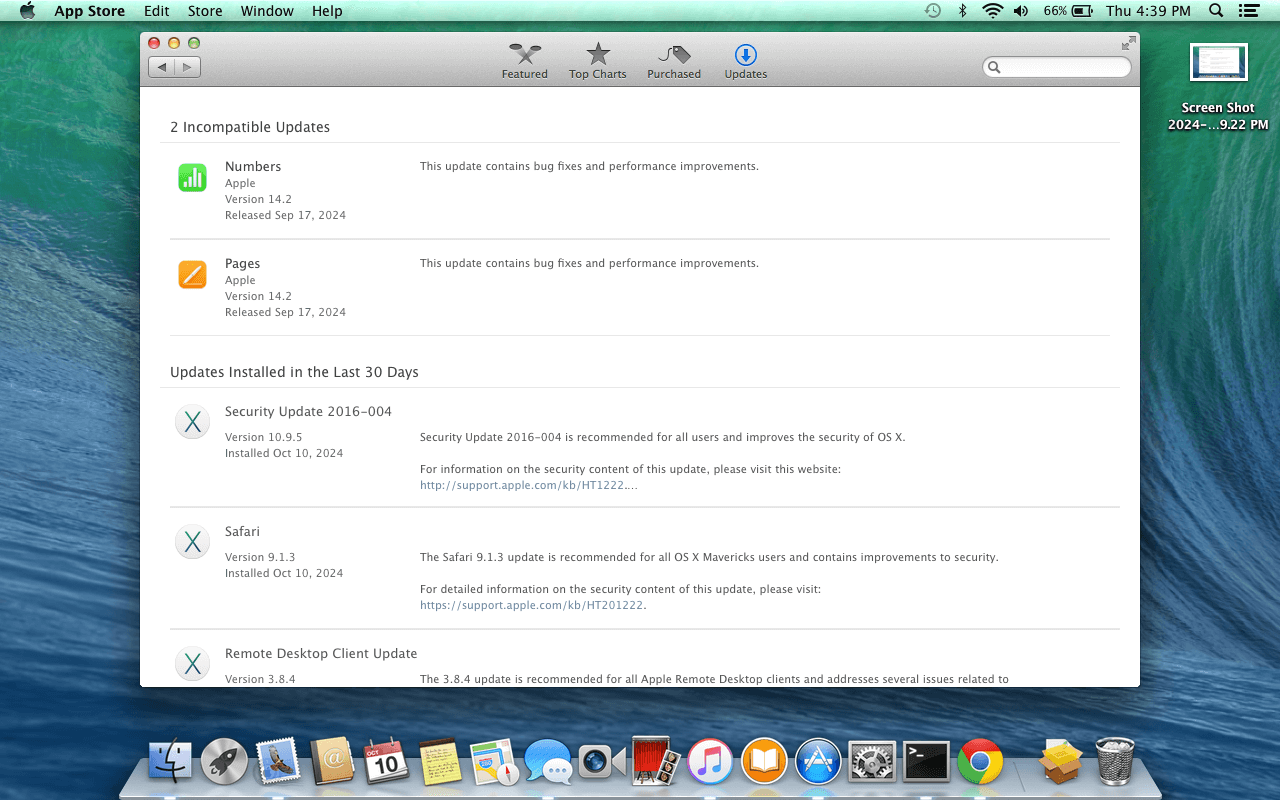 App Store Edit Store Window Help 66% Thu 4:39 PM
Featured Top Charts Purchased Updates
Screen Shot
2024-...9.22 PM
2 Incompatible Updates
Numbers
This update contains bug fixes and performance improvements.
Apple
Version 14.2
Released Sep 17, 2024
Pages
This update contains bug fixes and performance improvements.
Apple
Version 14.2
Released Sep 17, 2024
Updates Installed in the Last 30 Days
Security Update 2016-004
Version 10.9.5
Installed Oct 10, 2024
Security Update 2016-004 is recommended for all users and improves the security of OS X.
For information on the security content of this update, please visit this website:
http://support.apple.com/kb/HT1222....
Safari
Version 9.1.3
Installed Oct 10, 2024
The Safari 9.1.3 update is recommended for all OS X Mavericks users and contains improvements to security.
For detailed information on the security content of this update, please visit:
https://support.apple.com/kb/HT201222.
Remote Desktop Client Update
Version 3.8.4
The 3.8.4 update is recommended for all Apple Remote Desktop clients and addresses several issues related to
OCT
10